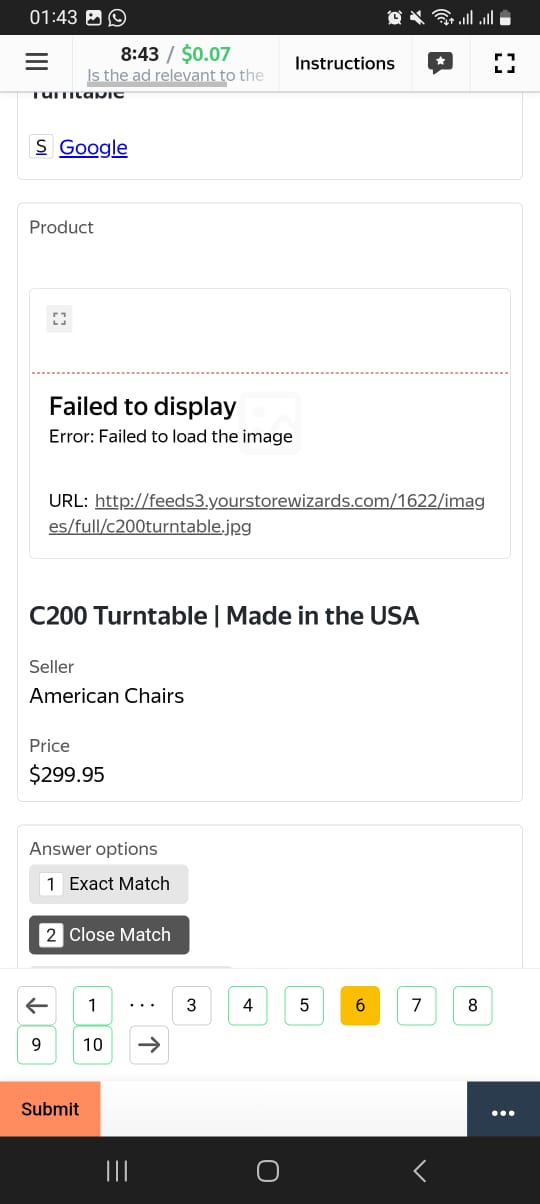 01:43
8:43 / $0.07
Is the ad relevant to the
Instructions
Turntable
S Google
Product
Failed to display
Error: Failed to load the image
URL: http://feeds3.yourstorewizards.com/1622/imag
es/full/c200turntable.jpg
C200 Turntable | Made in the USA
Seller
American Chairs
Price
$299.95
Answer options
1 Exact Match
2 Close Match
1 ... 3 4 5 6 7 8
9 10
Submit